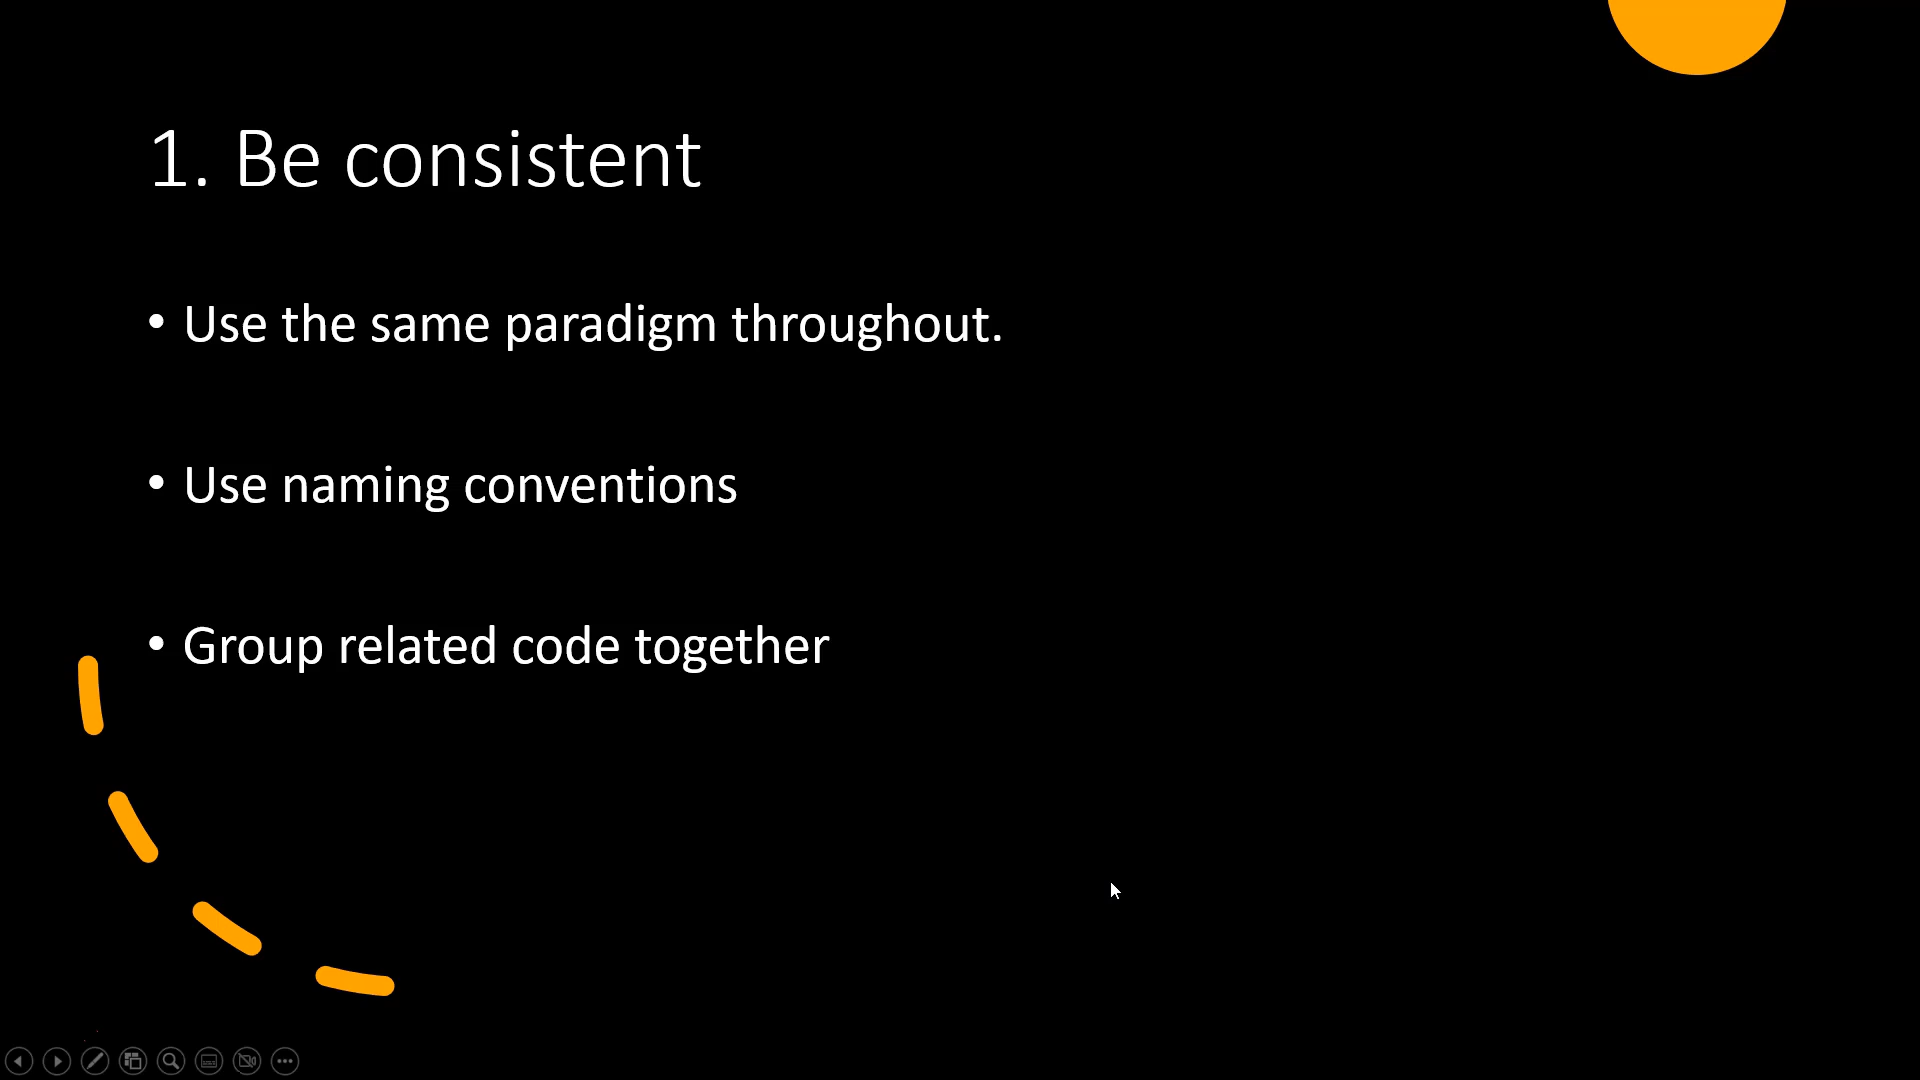 1. Be consistent
• Use the same paradigm throughout.
• Use naming conventions
• Group related code together